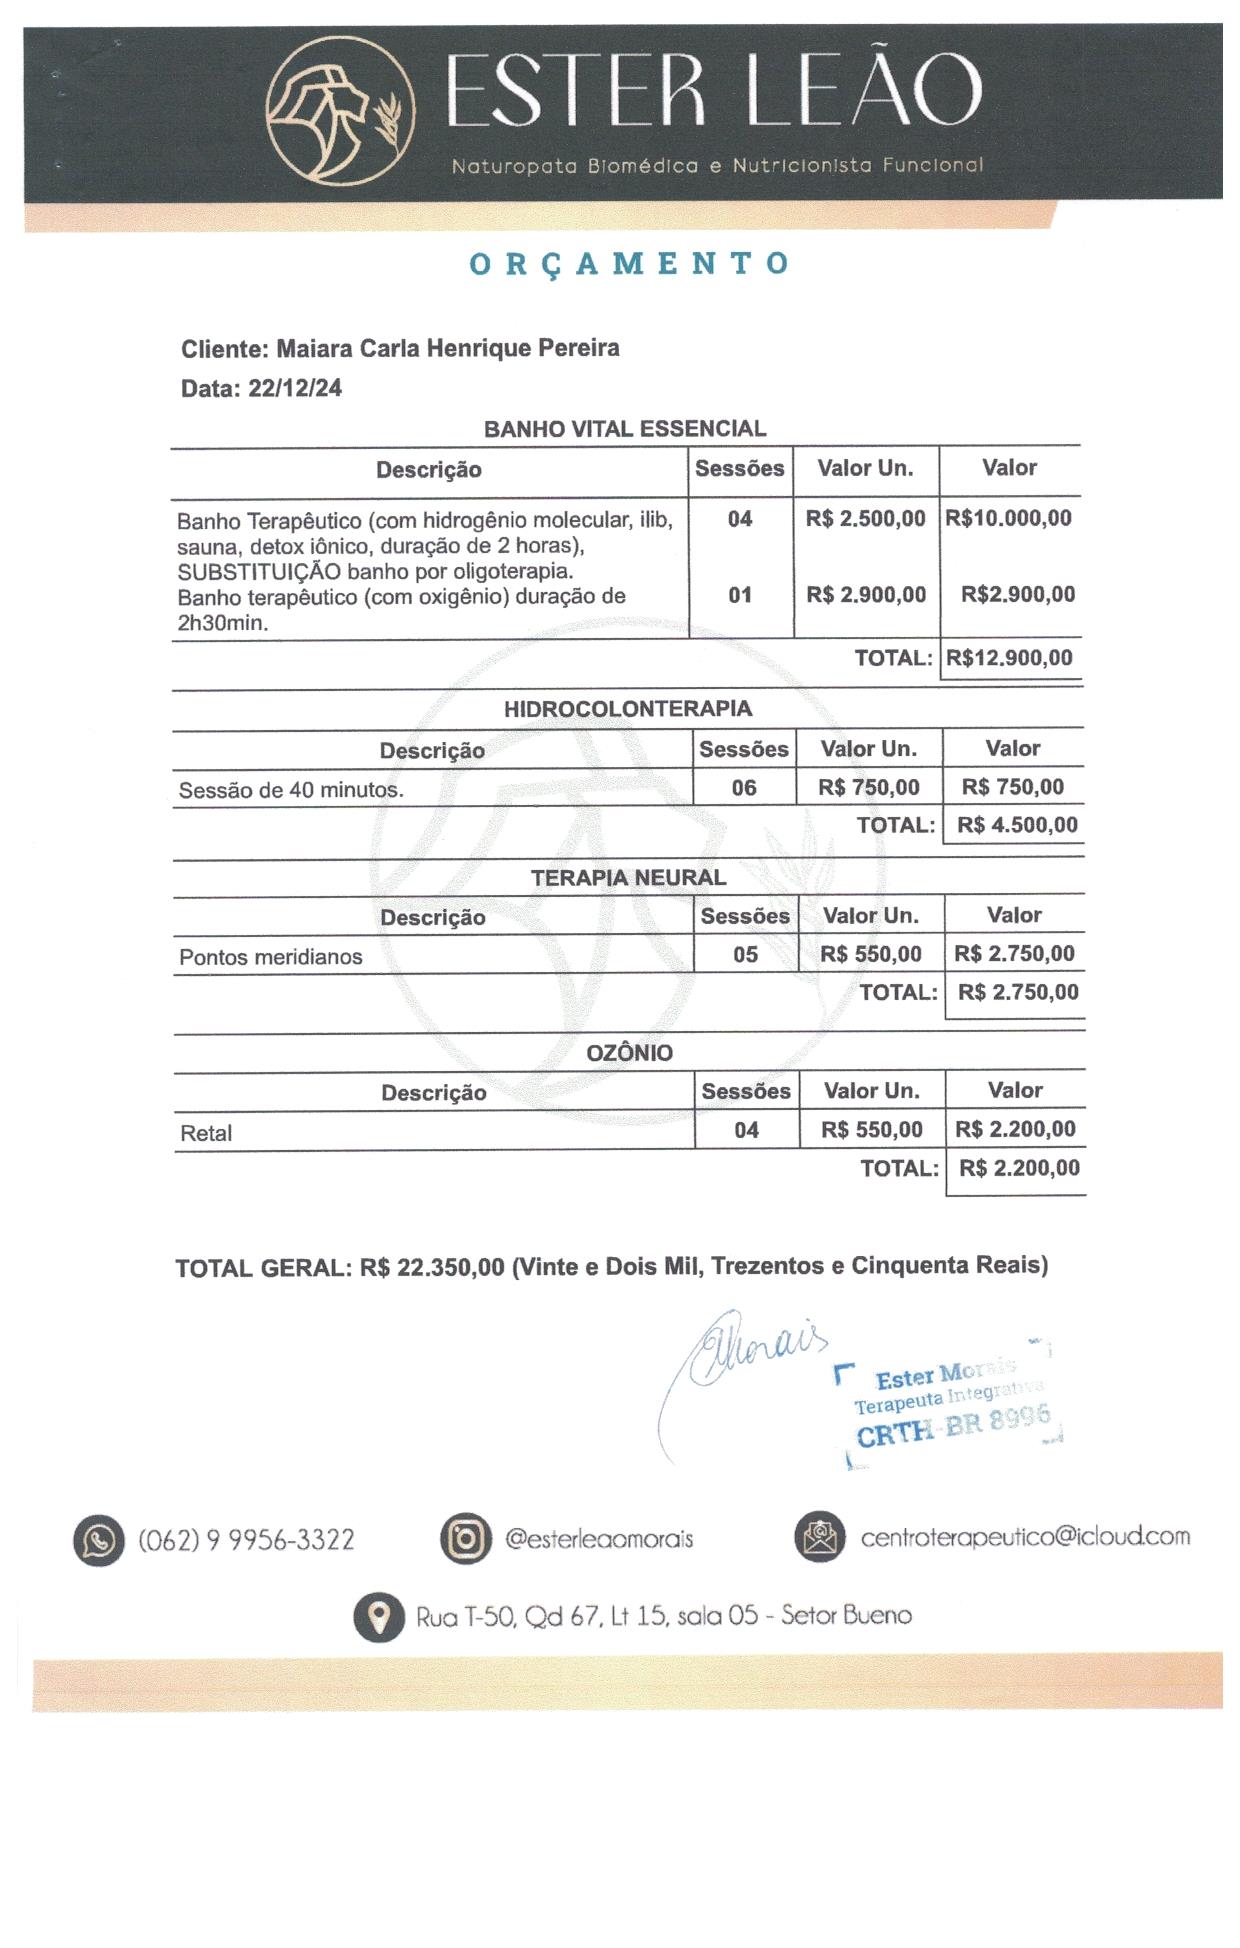 ESTER LEÃO
Naturopata Biomédica e Nutricionista Funcional
ORÇAMENTO
Cliente: Maiara Carla Henrique Pereira
Data: 22/12/24
BANHO VITAL ESSENCIAL
Descrição Sessões Valor Un. Valor
Banho Terapêutico (com hidrogênio molecular, ilib, 04 R$ 2.500,00 R$10.000,00
sauna, detox iônico, duração de 2 horas),
SUBSTITUIÇÃO banho por oligoterapia.
Banho terapêutico (com oxigênio) duração de 01 R$ 2.900,00 R$2.900,00
2h30min.
TOTAL: R$12.900,00
HIDROCOLONTERAPIA
Descrição Sessões Valor Un. Valor
Sessão de 40 minutos. 06 R$ 750,00 R$ 750,00
TOTAL: R$ 4.500,00
TERAPIA NEURAL
Descrição Sessões Valor Un. Valor
Pontos meridianos 05 R$ 550,00 R$ 2.750,00
TOTAL: R$ 2.750,00
OZÔNIO
Descrição Sessões Valor Un. Valor
Retal 04 R$ 550,00 R$ 2.200,00
TOTAL: R$ 2.200,00
TOTAL GERAL: R$ 22.350,00 (Vinte e Dois Mil, Trezentos e Cinquenta Reais)
EMorais
Ester Morais
Terapeuta Integrativa
CRTH-BR 8996
(062) 9 9956-3322
@esterleaomorais
centroterapeutico@icloud.com
Rua T-50, Qd 67, Lt 15, sala 05 - Setor Bueno